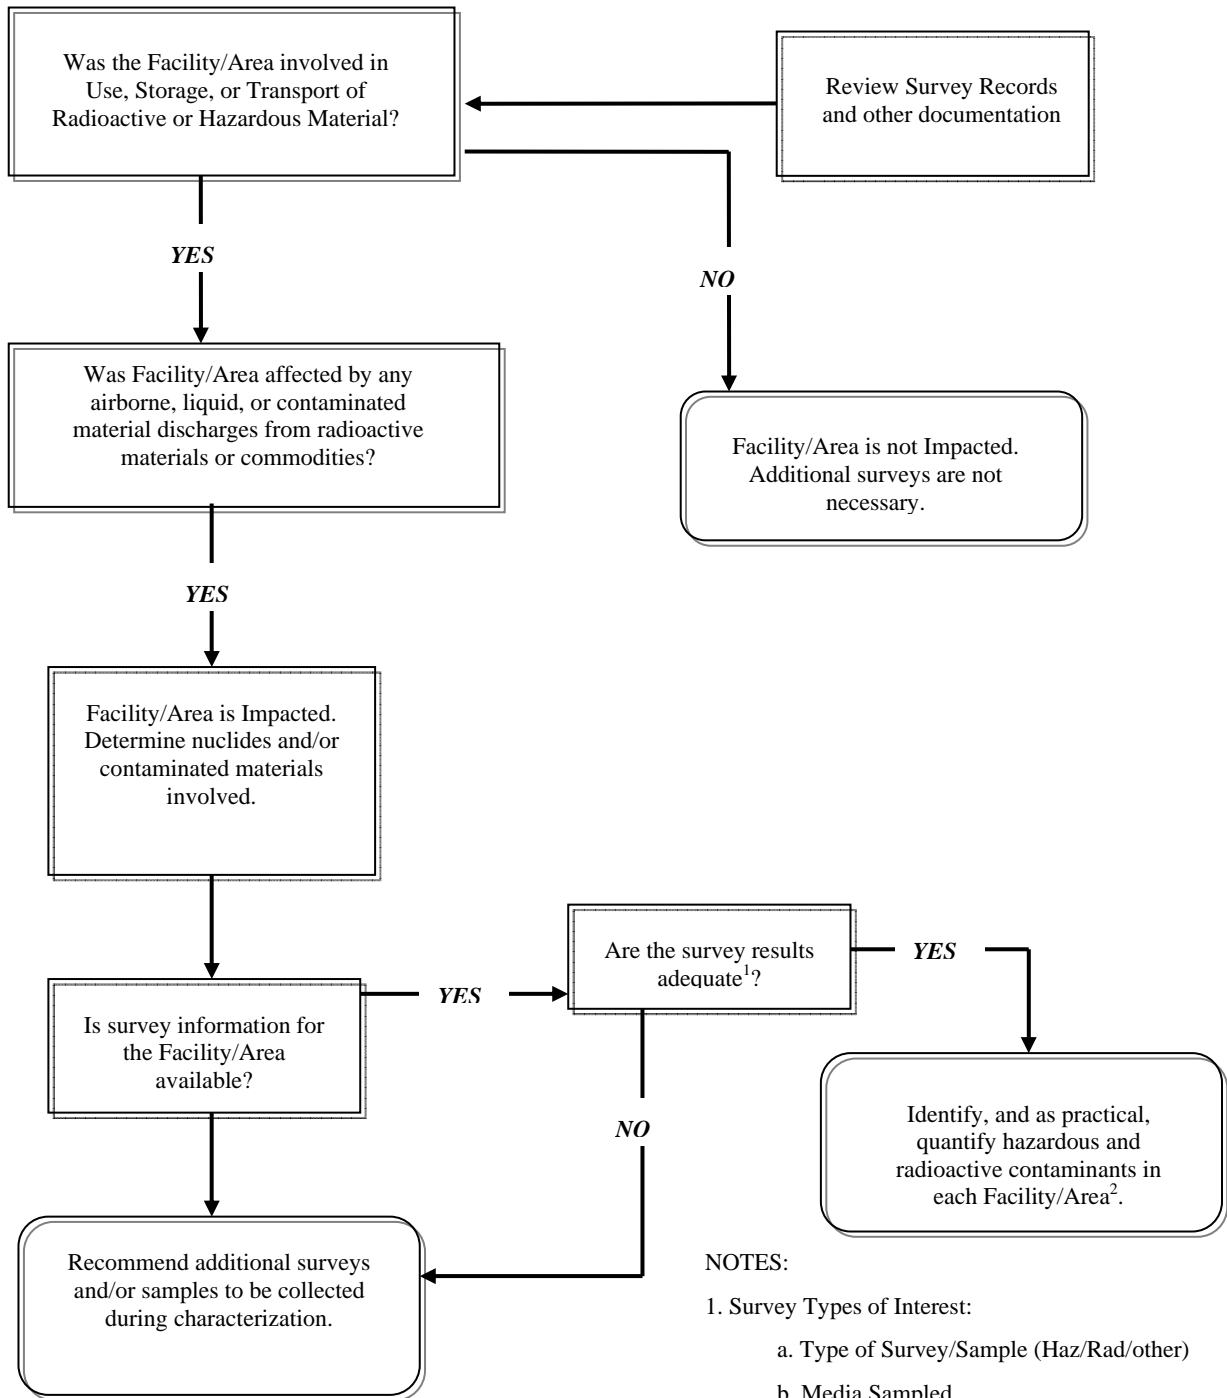 Was the Facility/Area involved in
Use, Storage, or Transport of
Radioactive or Hazardous Material?
Review Survey Records
and other documentation
YES
NO
Was Facility/Area affected by any
airborne, liquid, or contaminated
material discharges from radioactive
materials or commodities?
Facility/Area is not Impacted.
Additional surveys are not
necessary.
YES
Facility/Area is Impacted.
Determine nuclides and/or
contaminated materials
involved.
Are the survey results
adequate¹?
YES
YES
Is survey information for
the Facility/Area
available?
NO
Identify, and as practical,
quantify hazardous and
radioactive contaminants in
each Facility/Area².
Recommend additional surveys
and/or samples to be collected
during characterization.
NOTES:
1. Survey Types of Interest:
a. Type of Survey/Sample (Haz/Rad/other)
b. Media Sampled